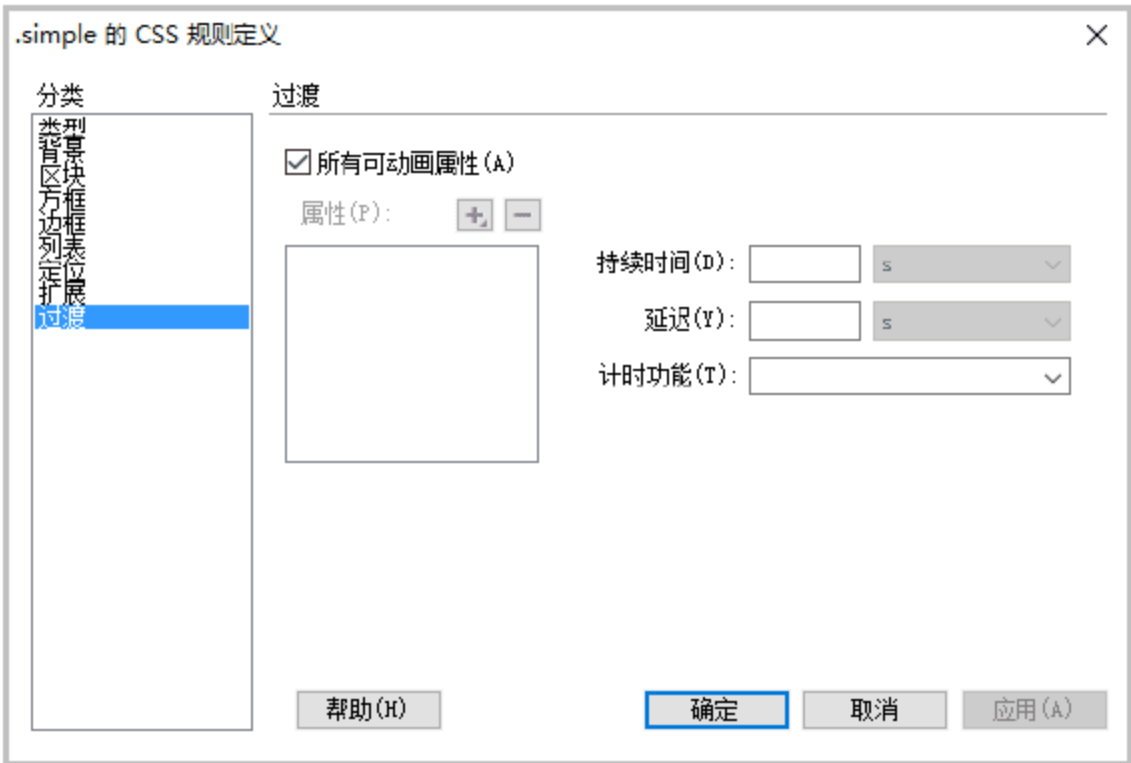 .simple 的 CSS 规则定义
分类
类型
背景
区块
方框
边框
列表
定位
扩展
过渡
过渡
所有可动画属性(A)
属性(P):
持续时间(D):
s
延迟(Y):
s
计时功能(T):
帮助(H)
确定
取消
应用(A)